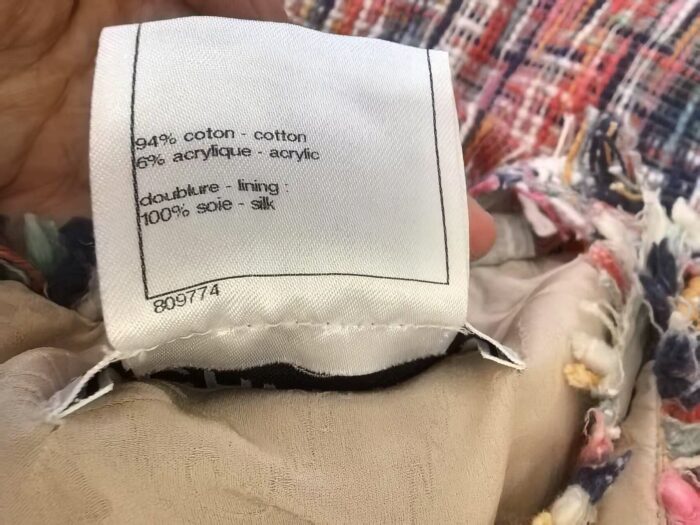 94% coton - cotton
6% acrylique - acrylic
doublure - lining :
100% soie - silk
809774